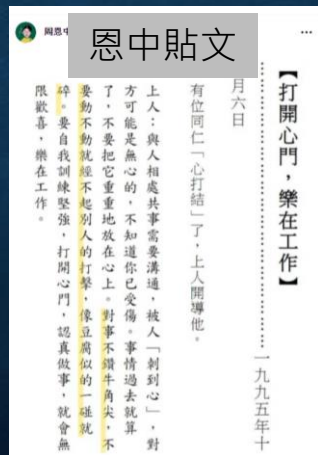 周恩中
恩中貼文
【打開心門，樂在工作】
⋯⋯⋯⋯⋯⋯⋯⋯⋯⋯⋯⋯一九九五年十
月六日
有位同仁「心打結」了，上人開導他。
上人：與人相處共事需要溝通，被人「刺到心」，對
方可能是無心的，不知道你已受傷。事情過去就算
了，不要把它重重地放在心上。對事不鑽牛角尖，不
要動不動就經不起別人的打擊，像豆腐似的一碰就
碎。要自我訓練堅強，打開心門，認真做事，就會無
限歡喜，樂在工作。